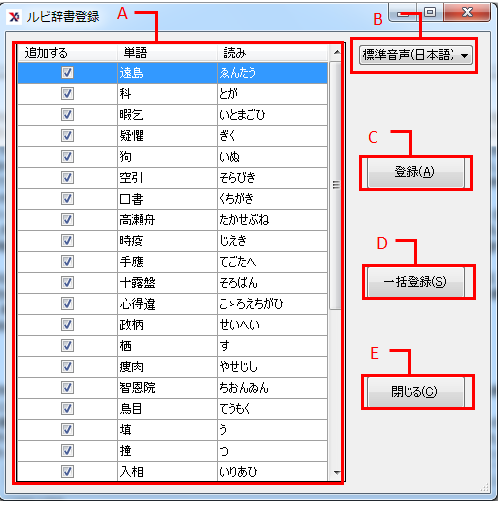 ルビ辞書登録
A
B
追加する 単語 読み
標準音声(日本語)
遠島 ゑんたう
科 とが
暇乞 いとまごひ
疑懼 ぎく
狗 いぬ
空引 そらびき
口書 くちがき
高瀬舟 たかせぶね
時疫 じえき
手應 てごたへ
十露盤 そろばん
心得違 こゝろえちがひ
政柄 せいへい
栖 す
痩肉 やせじし
智恩院 ちおんゐん
鳥目 てうもく
填 う
撞 つ
入相 いりあひ
C
登録(A)
D
一括登録(S)
E
閉じる(C)